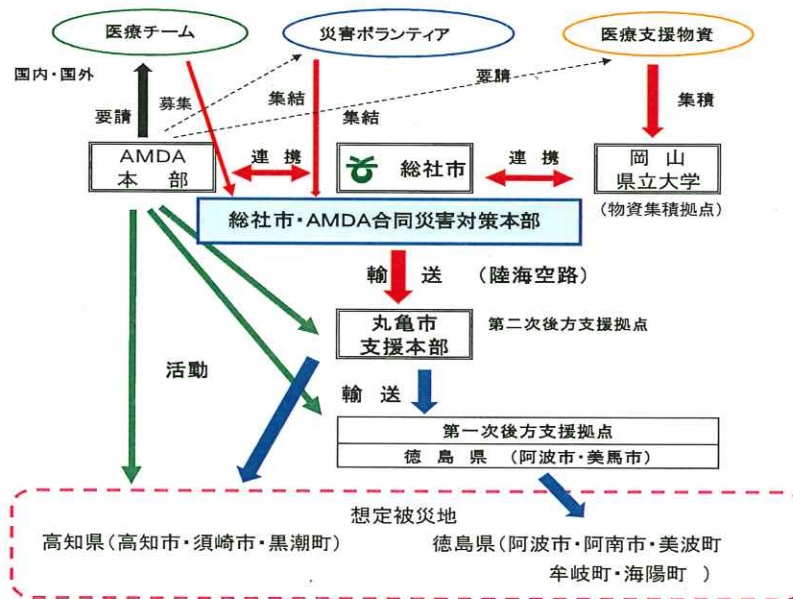 医療チーム
災害ボランティア
医療支援物資
国内・国外
要請
募集
集結
集結
要請
集積
AMDA
本 部
連 携
総社市
連 携
岡 山
県立大学
(物資集積拠点)
総社市・AMDA合同災害対策本部
輸 送 (陸海空路)
丸亀市
支援本部
第二次後方支援拠点
活動
輸 送
第一次後方支援拠点
徳 島 県 (阿波市・美馬市)
想定被災地
高知県(高知市・須崎市・黒潮町)
徳島県(阿波市・阿南市・美波町
牟岐町・海陽町 )